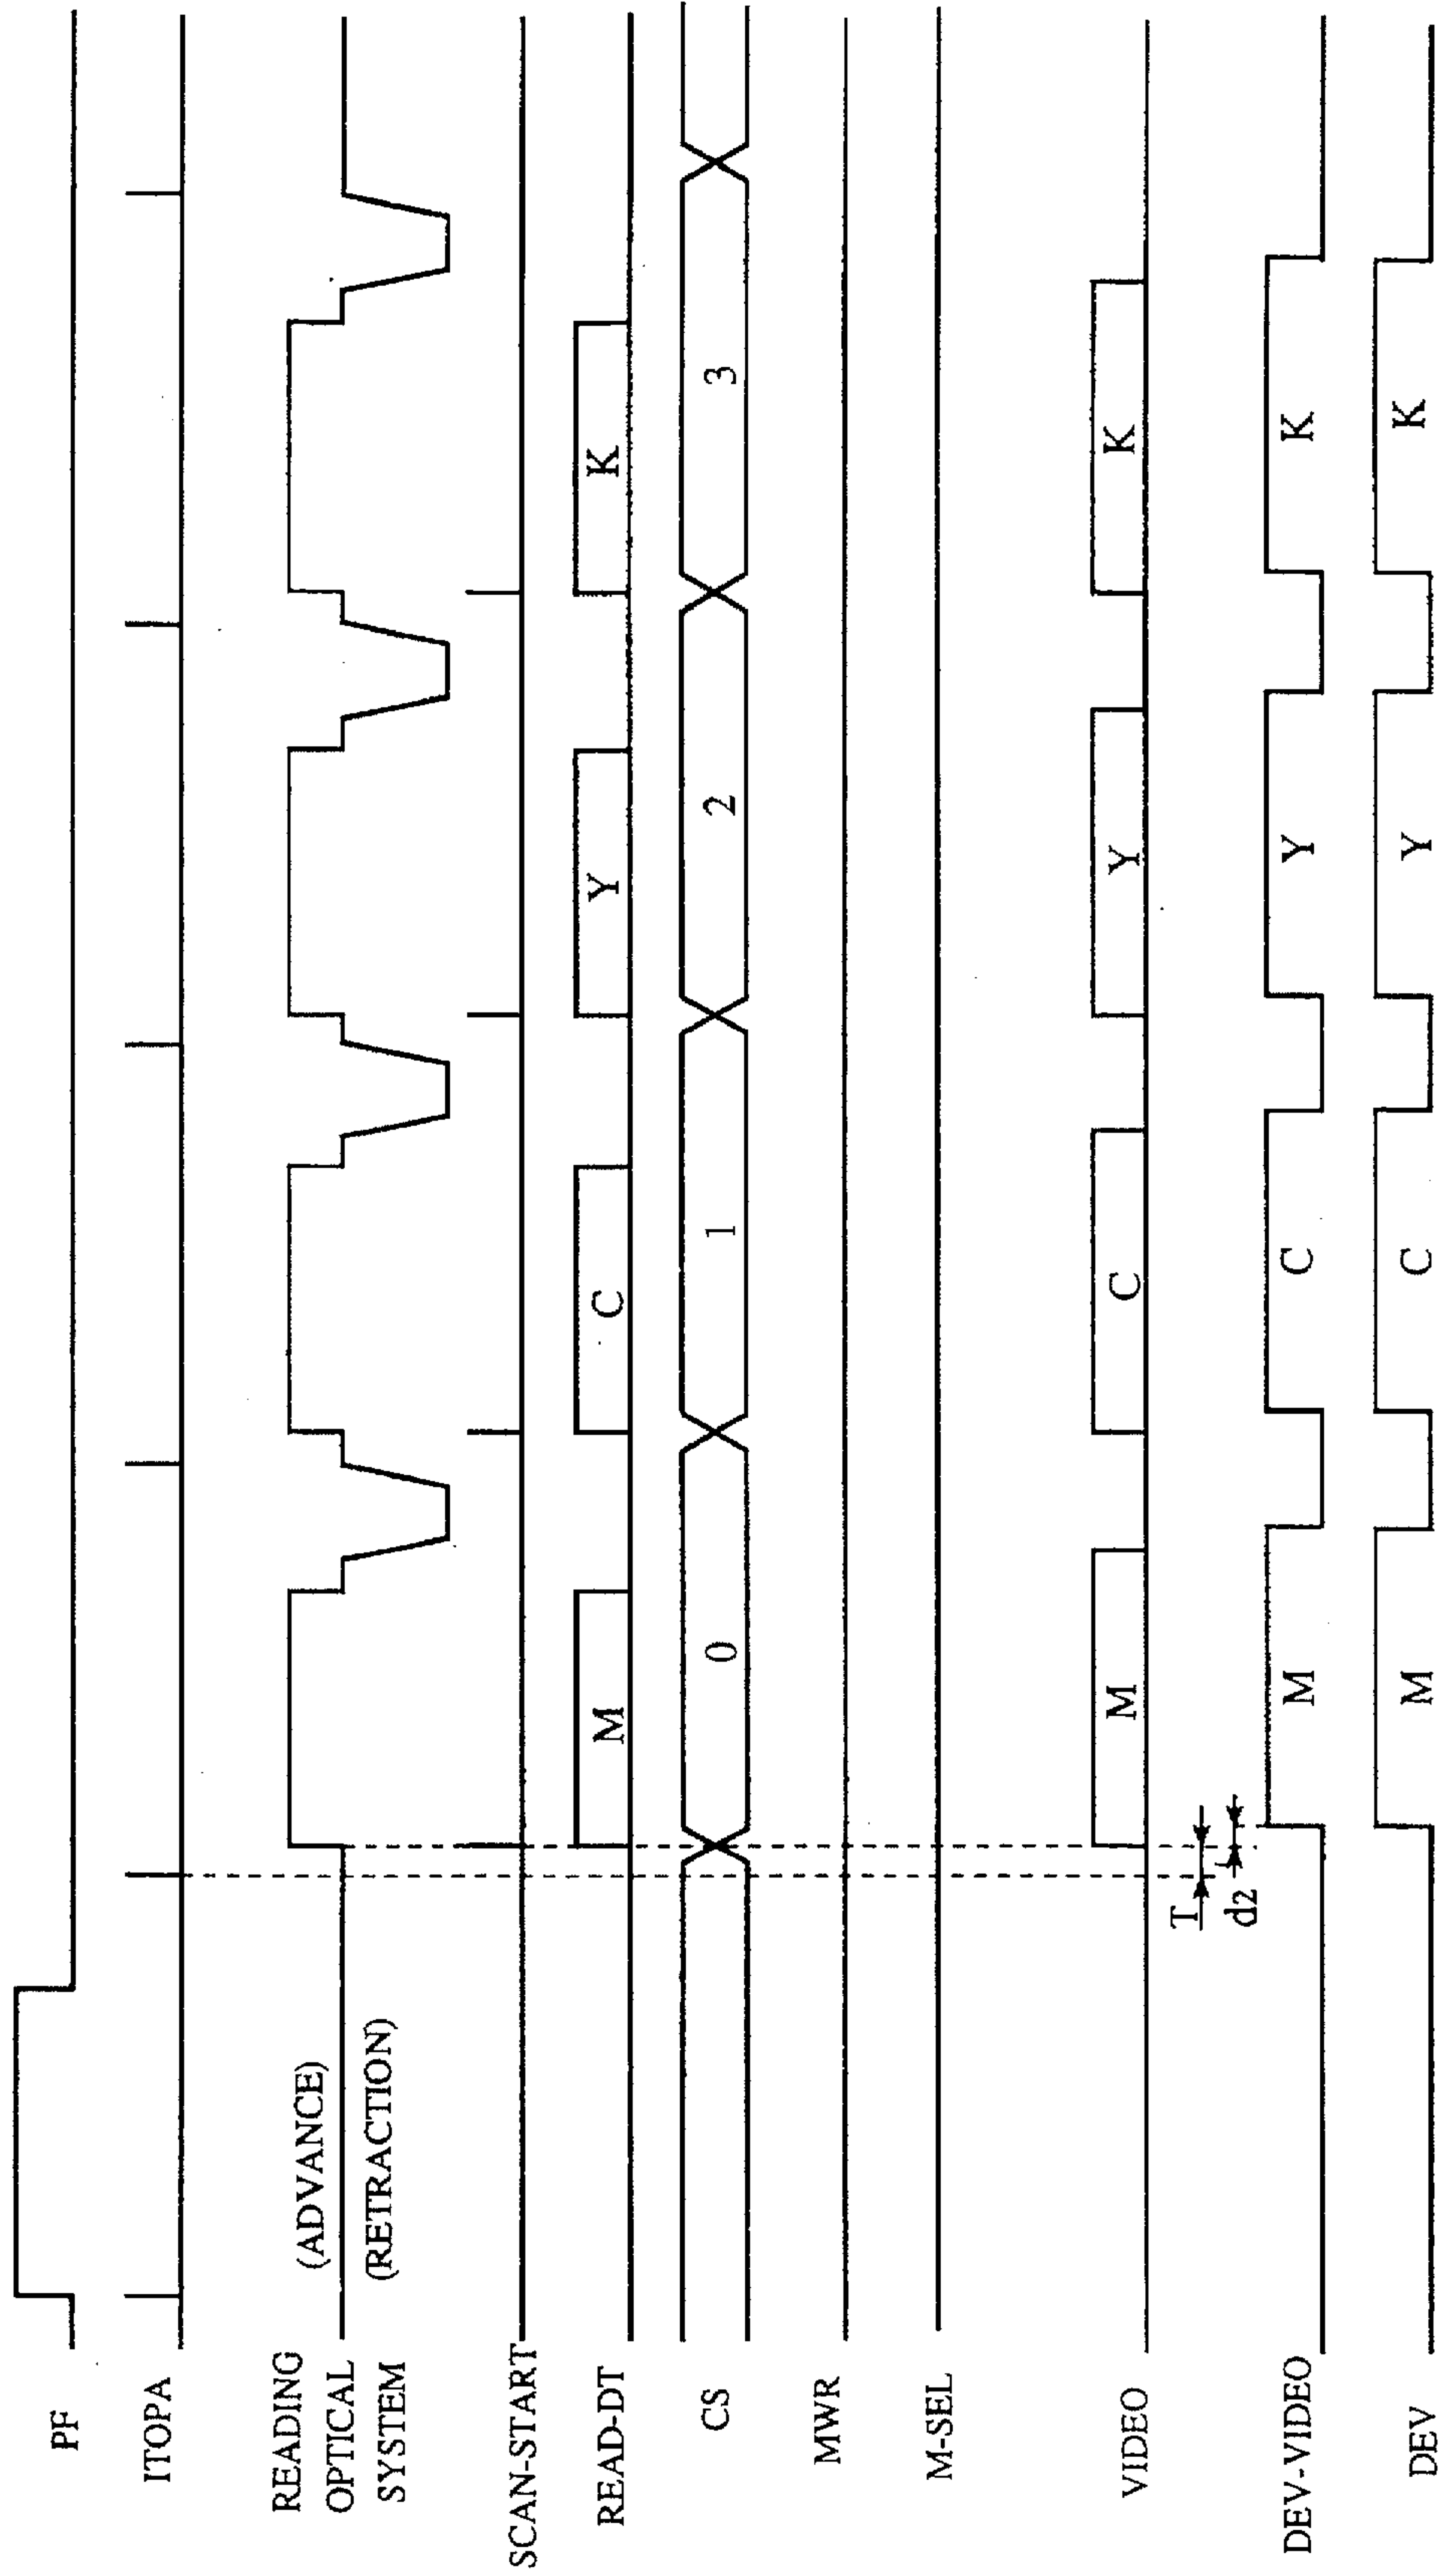 PF
ITOPA
READING
OPTICAL
SYSTEM
(ADVANCE)
(RETRACTION)
SCAN-START
READ-DT
M
C
Y
K
CS
0
1
2
3
MWR
M-SEL
VIDEO
M
C
Y
K
T
d2
DEV-VIDEO
M
C
Y
K
DEV
M
C
Y
K